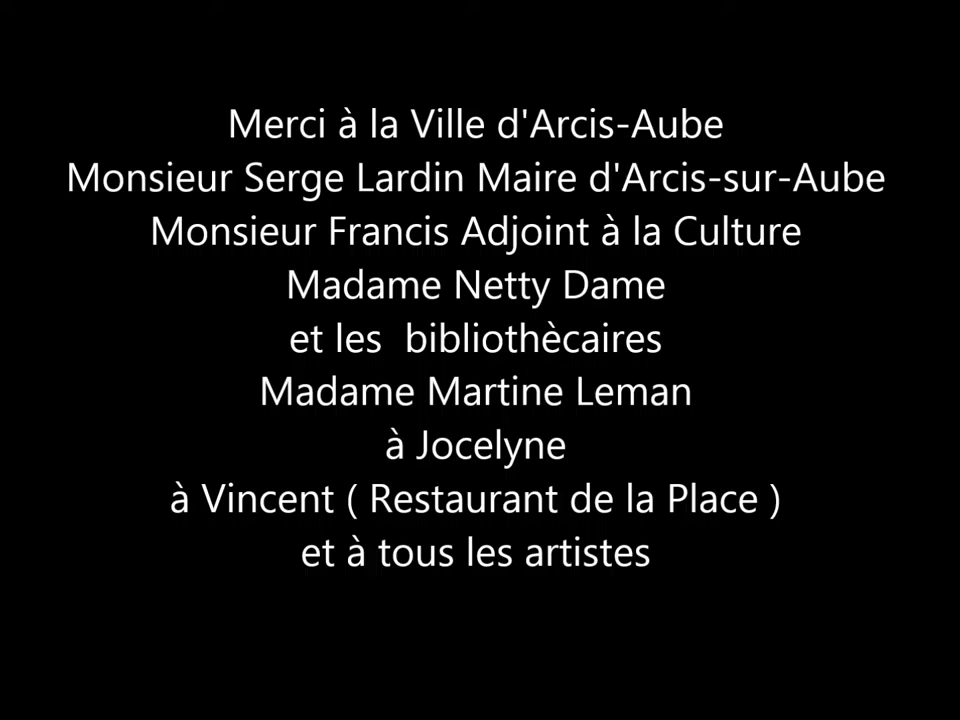 Merci à la Ville d'Arcis-Aube
Monsieur Serge Lardin Maire d'Arcis-sur-Aube
Monsieur Francis Adjoint à la Culture
Madame Netty Dame
et les  bibliothècaires
Madame Martine Leman
à Jocelyne
à Vincent ( Restaurant de la Place )
et à tous les artistes